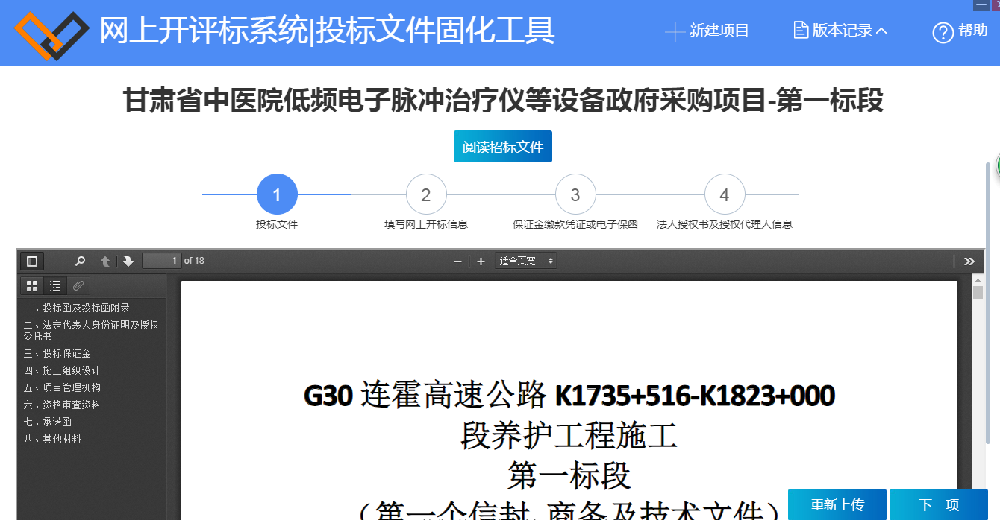 网上开评标系统|投标文件固化工具
新建项目
版本记录
帮助
甘肃省中医院低频电子脉冲治疗仪等设备政府采购项目-第一标段
阅读招标文件
1
2
3
4
投标文件
填写网上开标信息
保证金缴款凭证或电子保函
法人授权书及授权代理人信息
1 of 18
适合页宽
一、投标函及投标函附录
二、法定代表人身份证明及授权
委托书
三、投标保证金
四、施工组织设计
五、项目管理机构
六、资格审查资料
七、承诺函
八、其他材料
G30 连霍高速公路 K1735+516-K1823+000
段养护工程施工
第一标段
（第一个信封 商务及技术文件）
重新上传
下一项